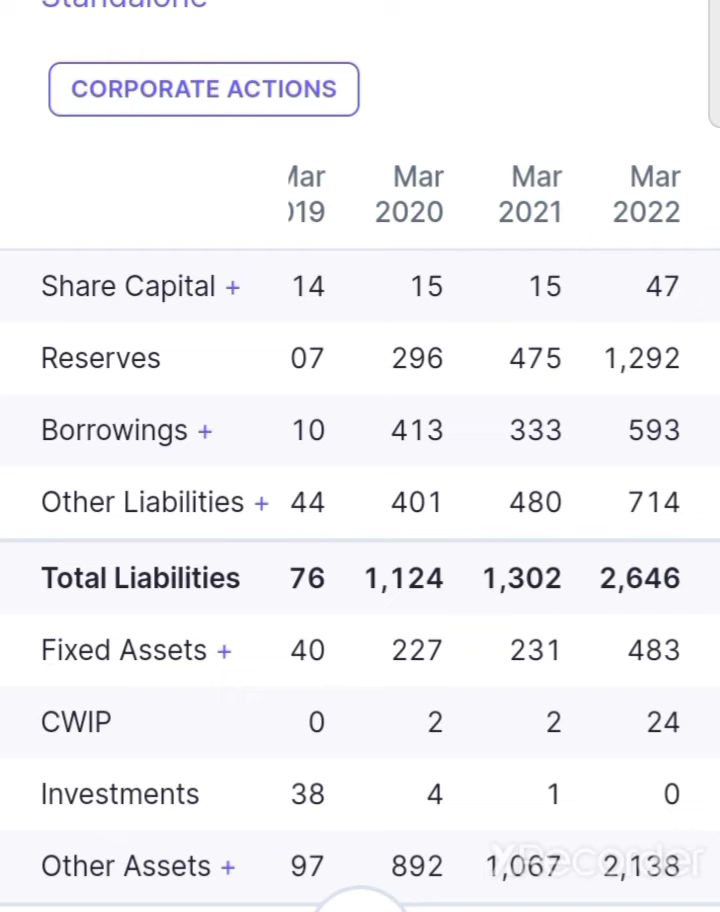 Standalone
CORPORATE ACTIONS
Mar Mar Mar
2020 2021 2022
Share Capital + 14 15 15 47
Reserves 07 296 475 1,292
Borrowings + 10 413 333 593
Other Liabilities + 44 401 480 714
Total Liabilities 76 1,124 1,302 2,646
Fixed Assets + 40 227 231 483
CWIP 0 2 2 24
Investments 38 4 1 0
Other Assets + 97 892 1,067 2,138
XRecorder